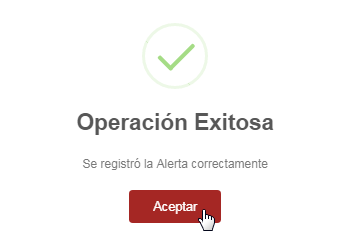 Operación Exitosa
Se registró la Alerta correctamente
Aceptar